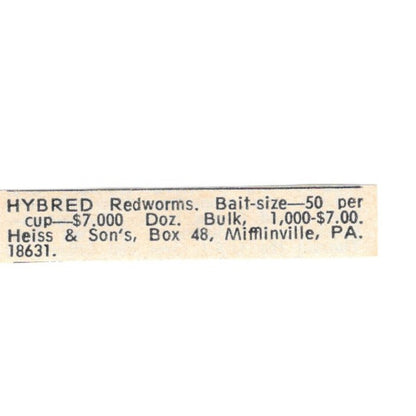 HYBRED Redworms. Bait-size—50 per
cup—$7.000 Doz. Bulk, 1,000-$7.00.
Heiss & Son's, Box 48, Mifflinville, PA.
18631.